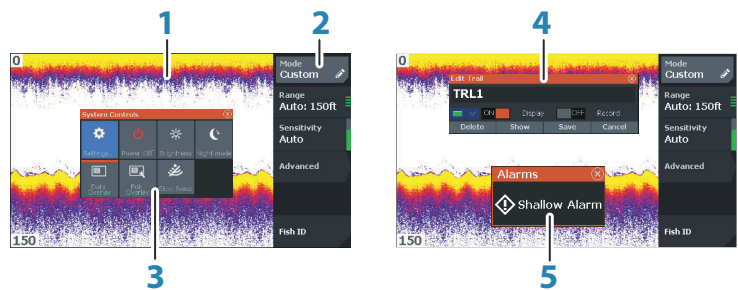 1
2
0
Mode
Custom
Range
Auto: 150ft
Sensitivity
Auto
Advanced
Fish ID
System Controls
Settings...
Power Off
Brightness
Night mode
Data Overlay
Edit Overlay
Stop Sonar
150
3
4
0
Mode
Custom
Range
Auto: 150ft
Sensitivity
Auto
Advanced
Fish ID
Edit Trail
TRL1
ON
Display
OFF
Record
Delete
Show
Save
Cancel
Alarms
Shallow Alarm
150
5